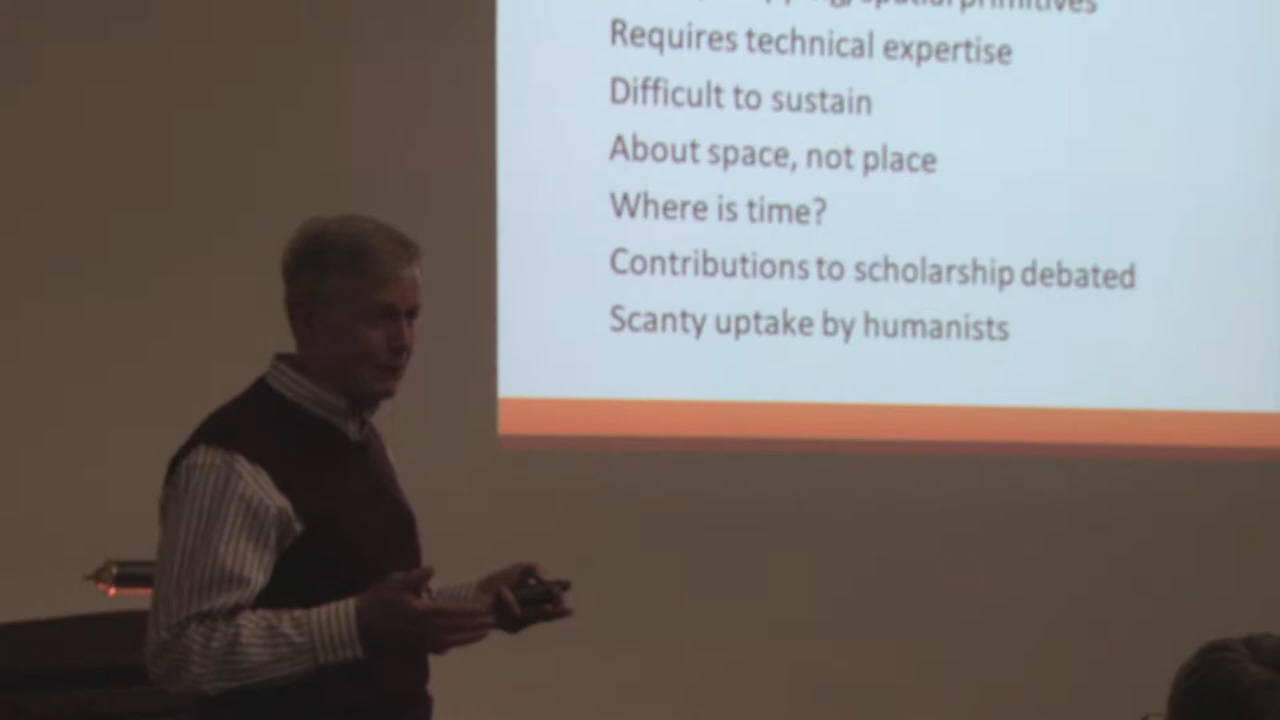 primitives
Requires technical expertise
Difficult to sustain
About space, not place
Where is time?
Contributions to scholarship debated
Scanty uptake by humanists